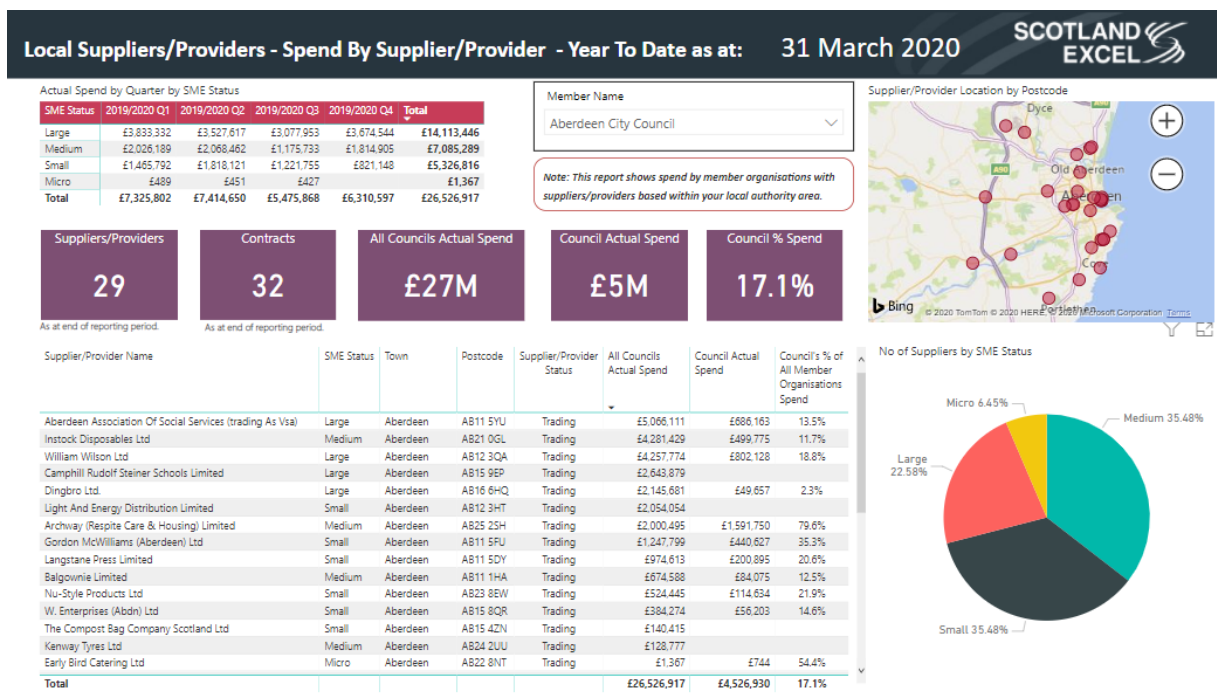 Local Suppliers/Providers - Spend By Supplier/Provider - Year To Date as at: 31 March 2020
SCOTLAND
EXCEL
Actual Spend by Quarter by SME Status
SME Status 2019/2020 Q1 2019/2020 Q2 2019/2020 Q3 2019/2020 Q4 Total
Large £3,833,332 £3,527,617 £3,077,953 £3,674,544 £14,113,446
Medium £2,026,189 £2,068,462 £1,175,733 £1,814,905 £7,085,289
Small £1,465,792 £1,818,121 £1,221,755 £821,148 £5,326,816
Micro £489 £451 £427 £1,367
Total £7,325,802 £7,414,650 £5,475,868 £6,310,597 £26,526,917
Member Name
Aberdeen City Council
Note: This report shows spend by member organisations with
suppliers/providers based within your local authority area.
Supplier/Provider Location by Postcode
Dyce
A90
Old Aberdeen
Aberdeen
Cove
Portlethen
Bing
© 2020 TomTom © 2020 HERE, © 2020 Microsoft Corporation Terms
Suppliers/Providers
29
As at end of reporting period.
Contracts
32
As at end of reporting period.
All Councils Actual Spend
£27M
Council Actual Spend
£5M
Council % Spend
17.1%
Supplier/Provider Name SME Status Town Postcode Supplier/Provider All Councils Council Actual Council's % of
Status Actual Spend Spend All Member
Organisations
Spend
Aberdeen Association Of Social Services (trading As Vsa) Large Aberdeen AB11 5YU Trading £5,066,111 £686,163 13.5%
Instock Disposables Ltd Medium Aberdeen AB21 0GL Trading £4,281,429 £499,775 11.7%
William Wilson Ltd Large Aberdeen AB12 3QA Trading £4,257,774 £802,128 18.8%
Camphill Rudolf Steiner Schools Limited Large Aberdeen AB15 9EP Trading £2,643,879
Dingbro Ltd. Large Aberdeen AB16 6HQ Trading £2,145,681 £49,657 2.3%
Light And Energy Distribution Limited Small Aberdeen AB12 3HT Trading £2,054,054
Archway (Respite Care & Housing) Limited Medium Aberdeen AB25 2SH Trading £2,000,495 £1,591,750 79.6%
Gordon McWilliams (Aberdeen) Ltd Small Aberdeen AB11 5FU Trading £1,247,799 £440,627 35.3%
Langstane Press Limited Small Aberdeen AB11 5DY Trading £974,613 £200,895 20.6%
Balgownie Limited Medium Aberdeen AB11 1HA Trading £674,588 £84,075 12.5%
Nu-Style Products Ltd Small Aberdeen AB23 8EW Trading £524,445 £114,634 21.9%
W. Enterprises (Abdn) Ltd Small Aberdeen AB15 8QR Trading £384,274 £56,203 14.6%
The Compost Bag Company Scotland Ltd Small Aberdeen AB15 4ZN Trading £140,415
Kenway Tyres Ltd Medium Aberdeen AB24 2UU Trading £128,777
Early Bird Catering Ltd Micro Aberdeen AB22 8NT Trading £1,367 £744 54.4%
Total £26,526,917 £4,526,930 17.1%
No of Suppliers by SME Status
Micro 6.45%
Medium 35.48%
Large
22.58%
Small 35.48%